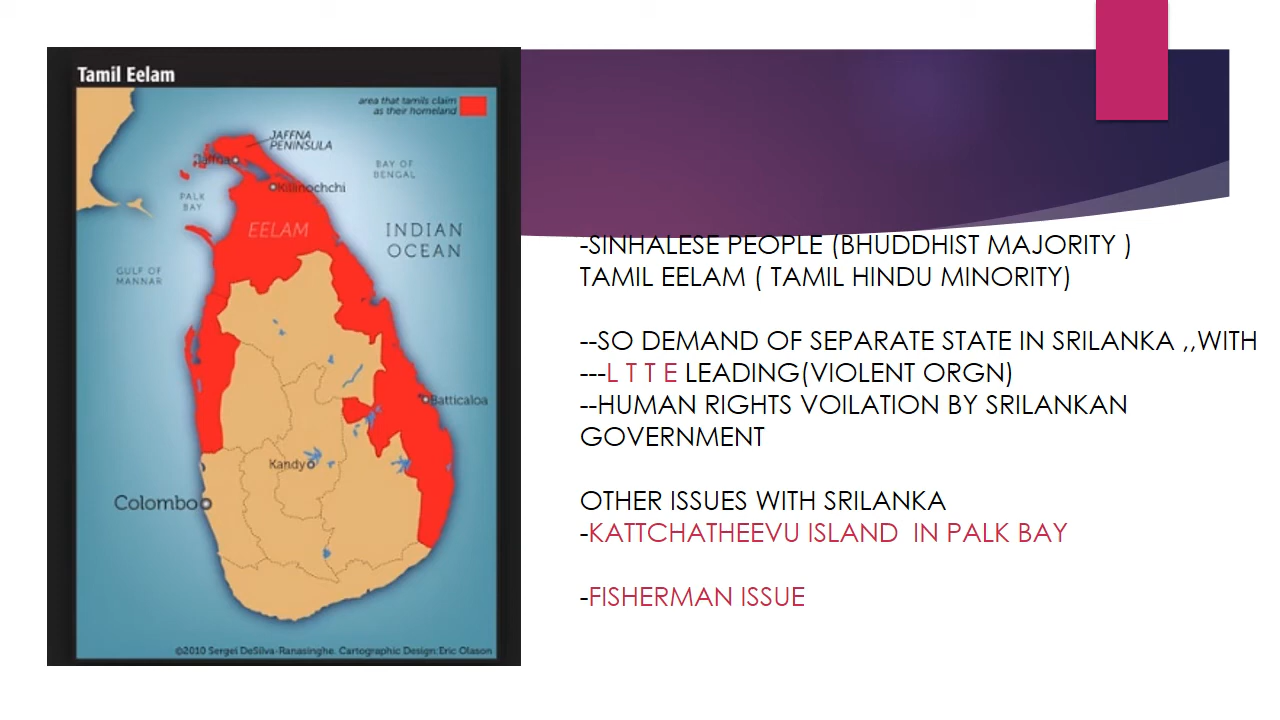 Tamil Eelam
area that tamils claim
as their homeland
JAFFNA
PENINSULA
Jaffna
BAY OF
BENGAL
Killinochchi
PALK
BAY
EELAM
INDIAN
OCEAN
GULF OF
MANNAR
Batticaloa
Kandy
Colombo
©2010 Sergei DeSilva-Ranasinghe. Cartographic Design: Eric Olason
-SINHALESE PEOPLE (BHUDDHIST MAJORITY )
TAMIL EELAM ( TAMIL HINDU MINORITY)
--SO DEMAND OF SEPARATE STATE IN SRILANKA ,,WITH
---L T T E LEADING(VIOLENT ORGN)
--HUMAN RIGHTS VOILATION BY SRILANKAN
GOVERNMENT
OTHER ISSUES WITH SRILANKA
-KATTCHATHEEVU ISLAND  IN PALK BAY
-FISHERMAN ISSUE